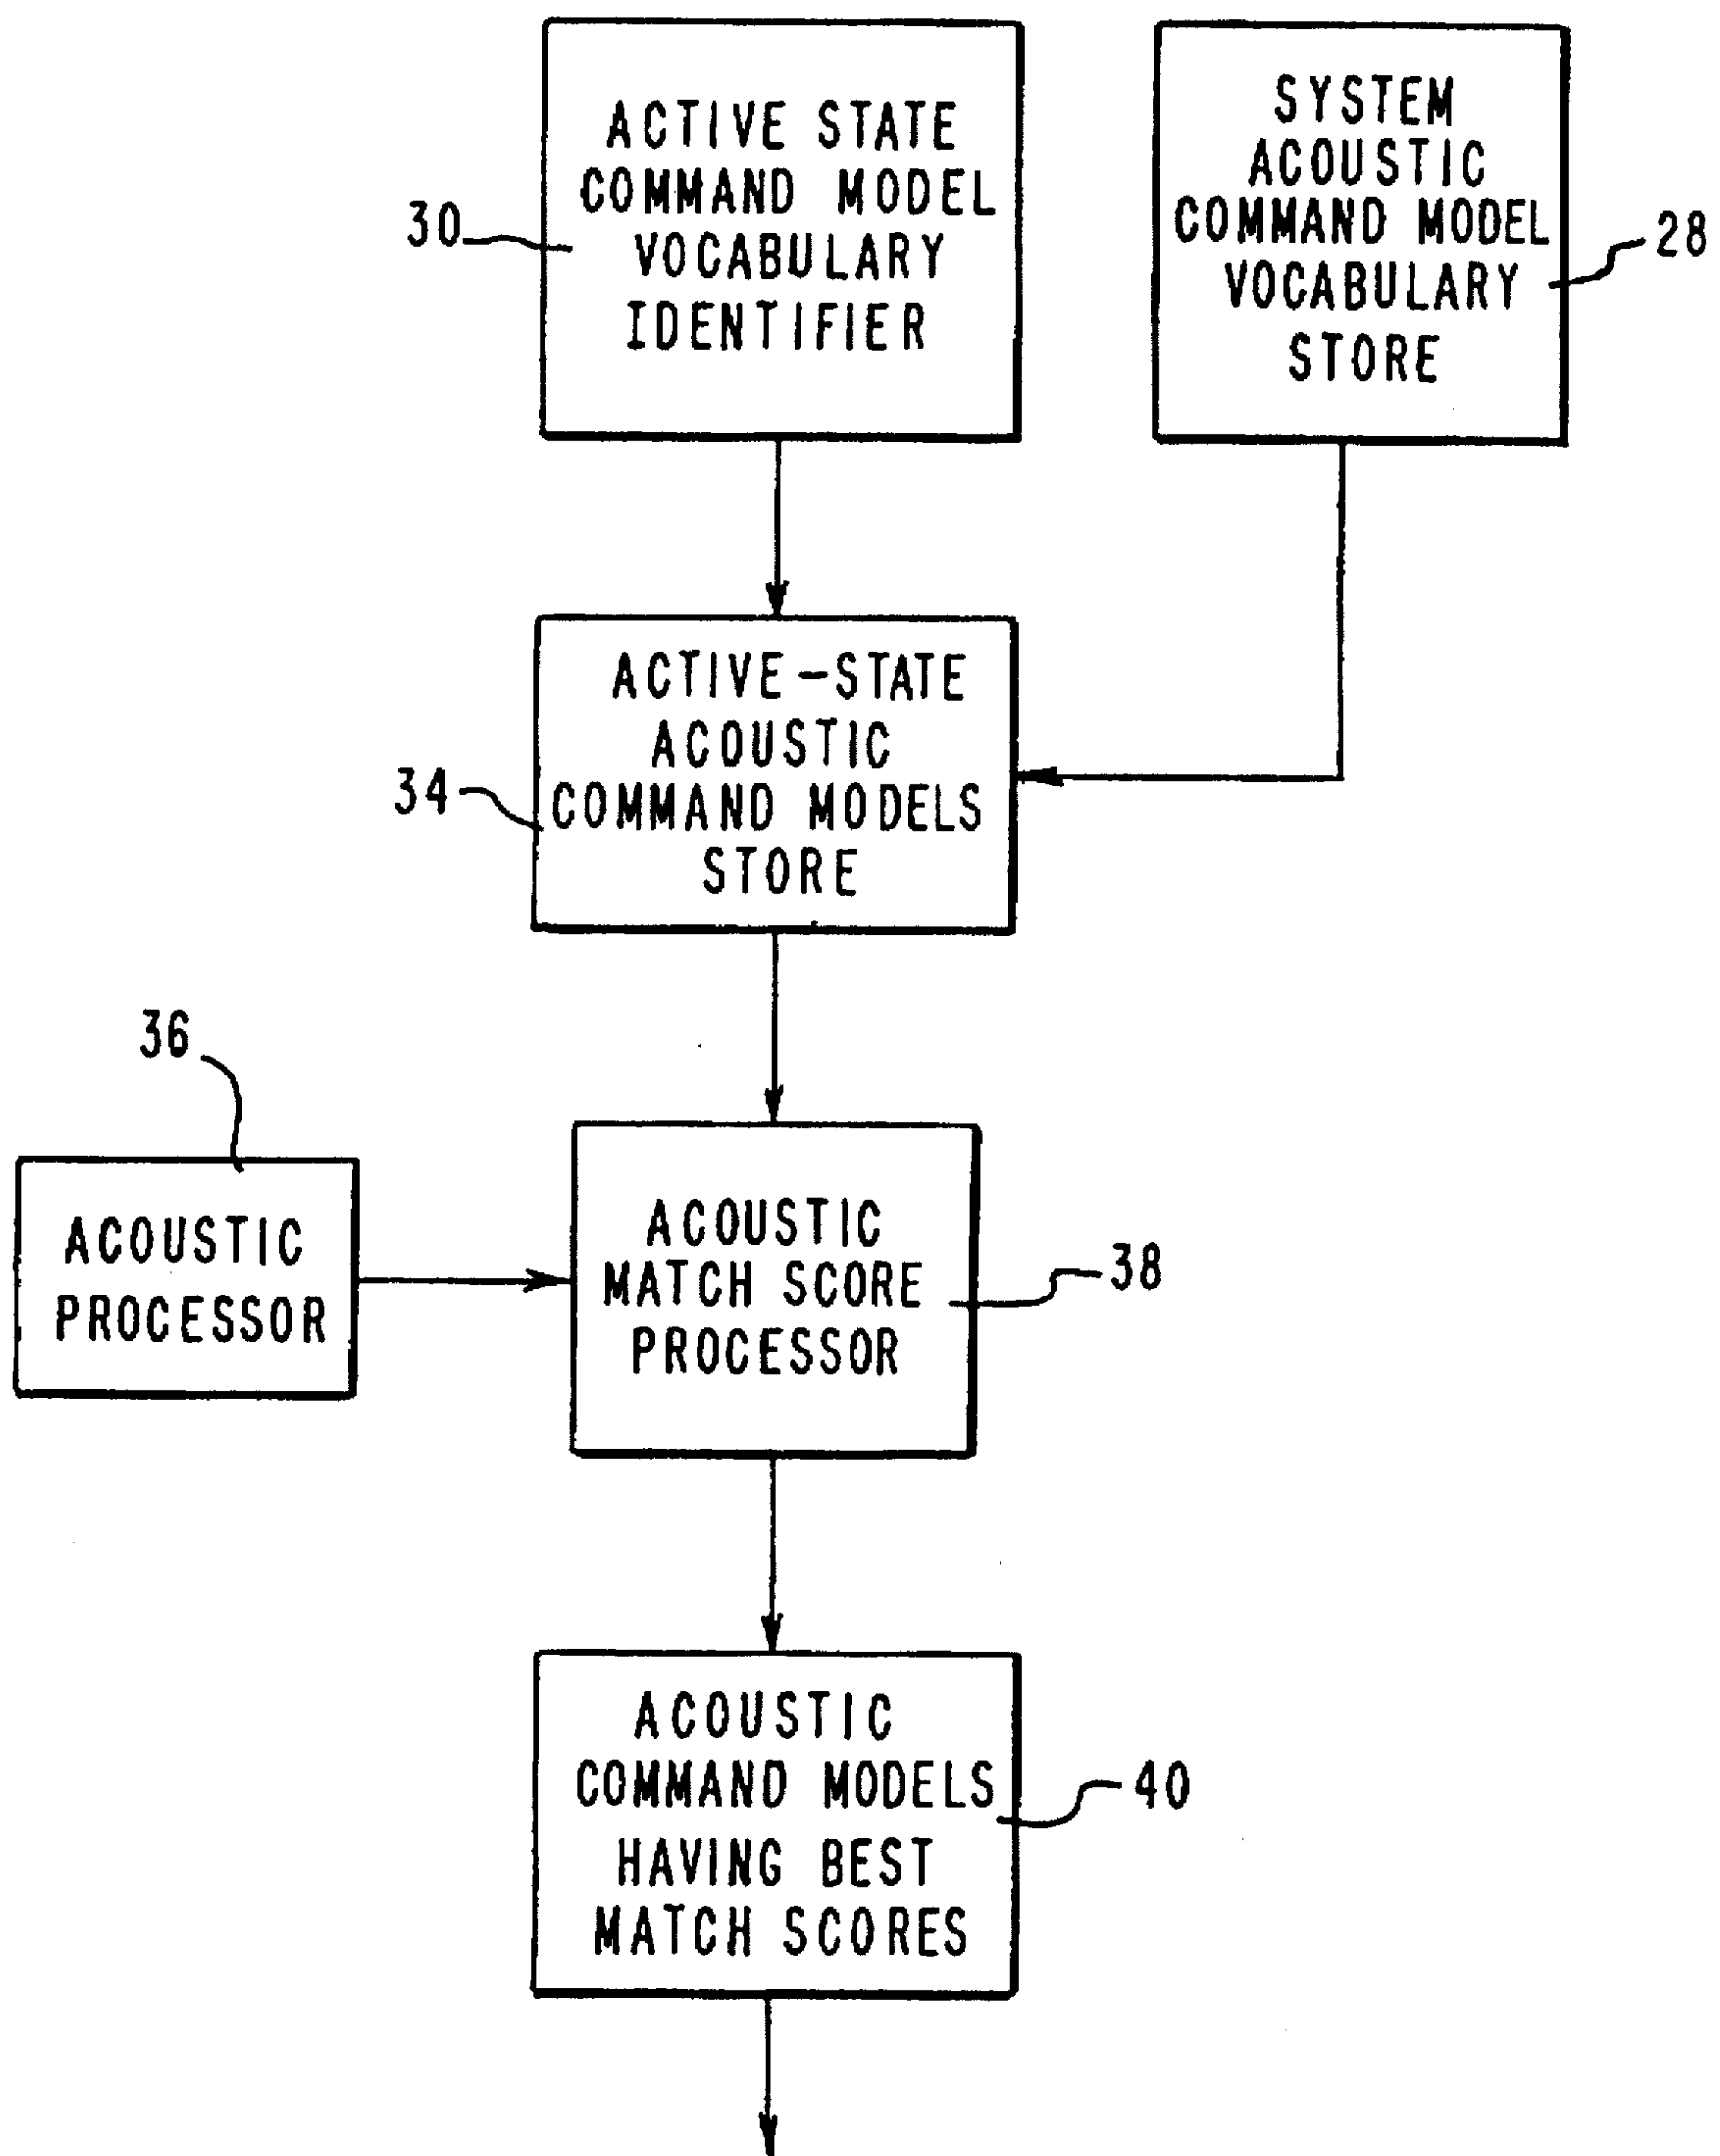 ACTIVE STATE
COMMAND MODEL
VOCABULARY
IDENTIFIER
30
SYSTEM
ACOUSTIC
COMMAND MODEL
VOCABULARY
STORE
28
ACTIVE-STATE
ACOUSTIC
COMMAND MODELS
STORE
34
36
ACOUSTIC
PROCESSOR
ACOUSTIC
MATCH SCORE
PROCESSOR
38
ACOUSTIC
COMMAND MODELS
HAVING BEST
MATCH SCORES
40